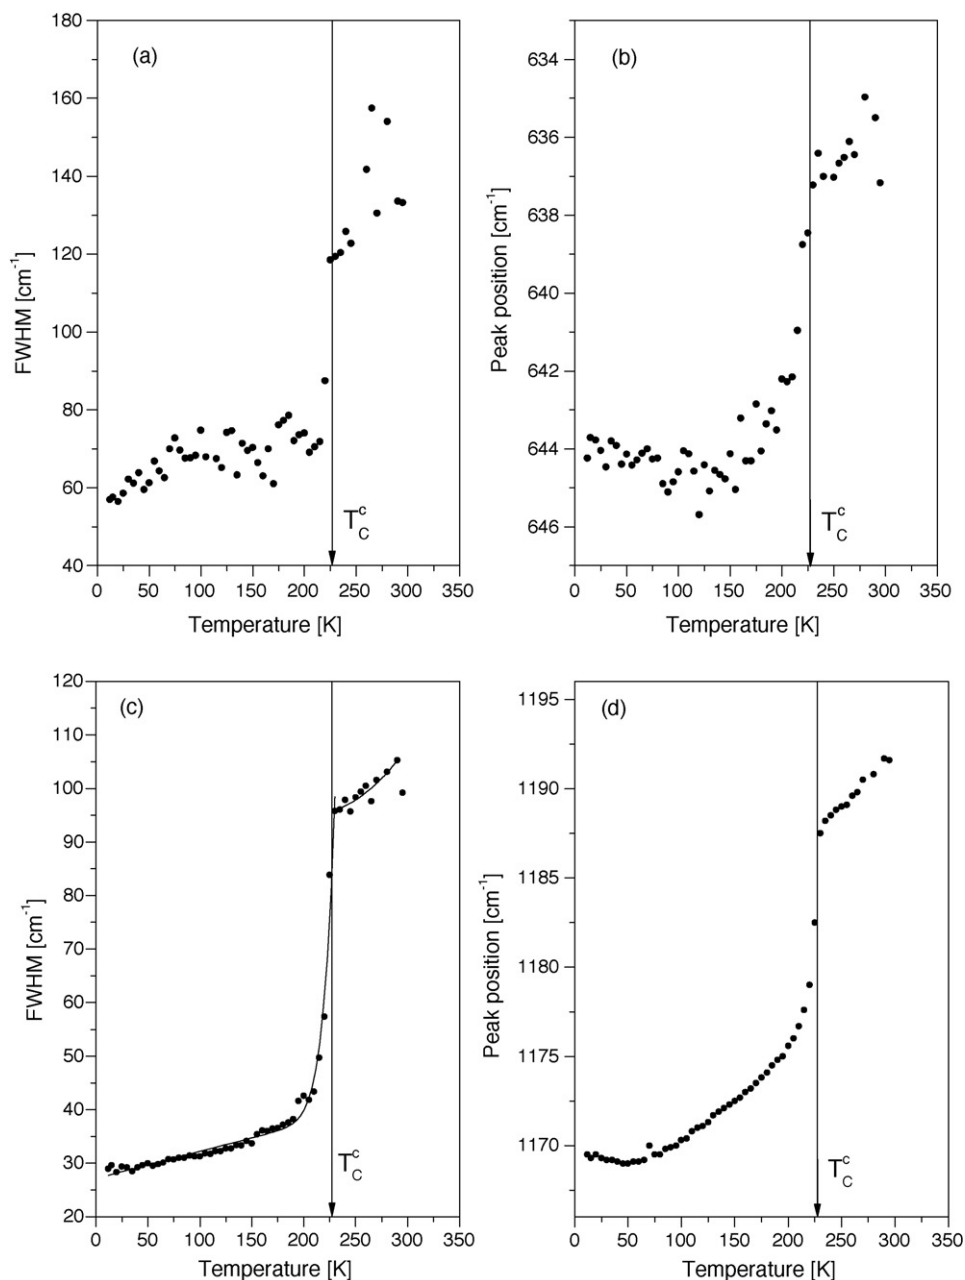 (a)
180
160
140
120
100
80
60
40
FWHM [cm⁻¹]
T_C^c
0 50 100 150 200 250 300 350
Temperature [K]
(b)
634
636
638
640
642
644
646
Peak position [cm⁻¹]
T_C^c
0 50 100 150 200 250 300 350
Temperature [K]
(c)
120
110
100
90
80
70
60
50
40
30
20
FWHM [cm⁻¹]
T_C^c
0 50 100 150 200 250 300 350
Temperature [K]
(d)
1195
1190
1185
1180
1175
1170
Peak position [cm⁻¹]
T_C^c
0 50 100 150 200 250 300 350
Temperature [K]